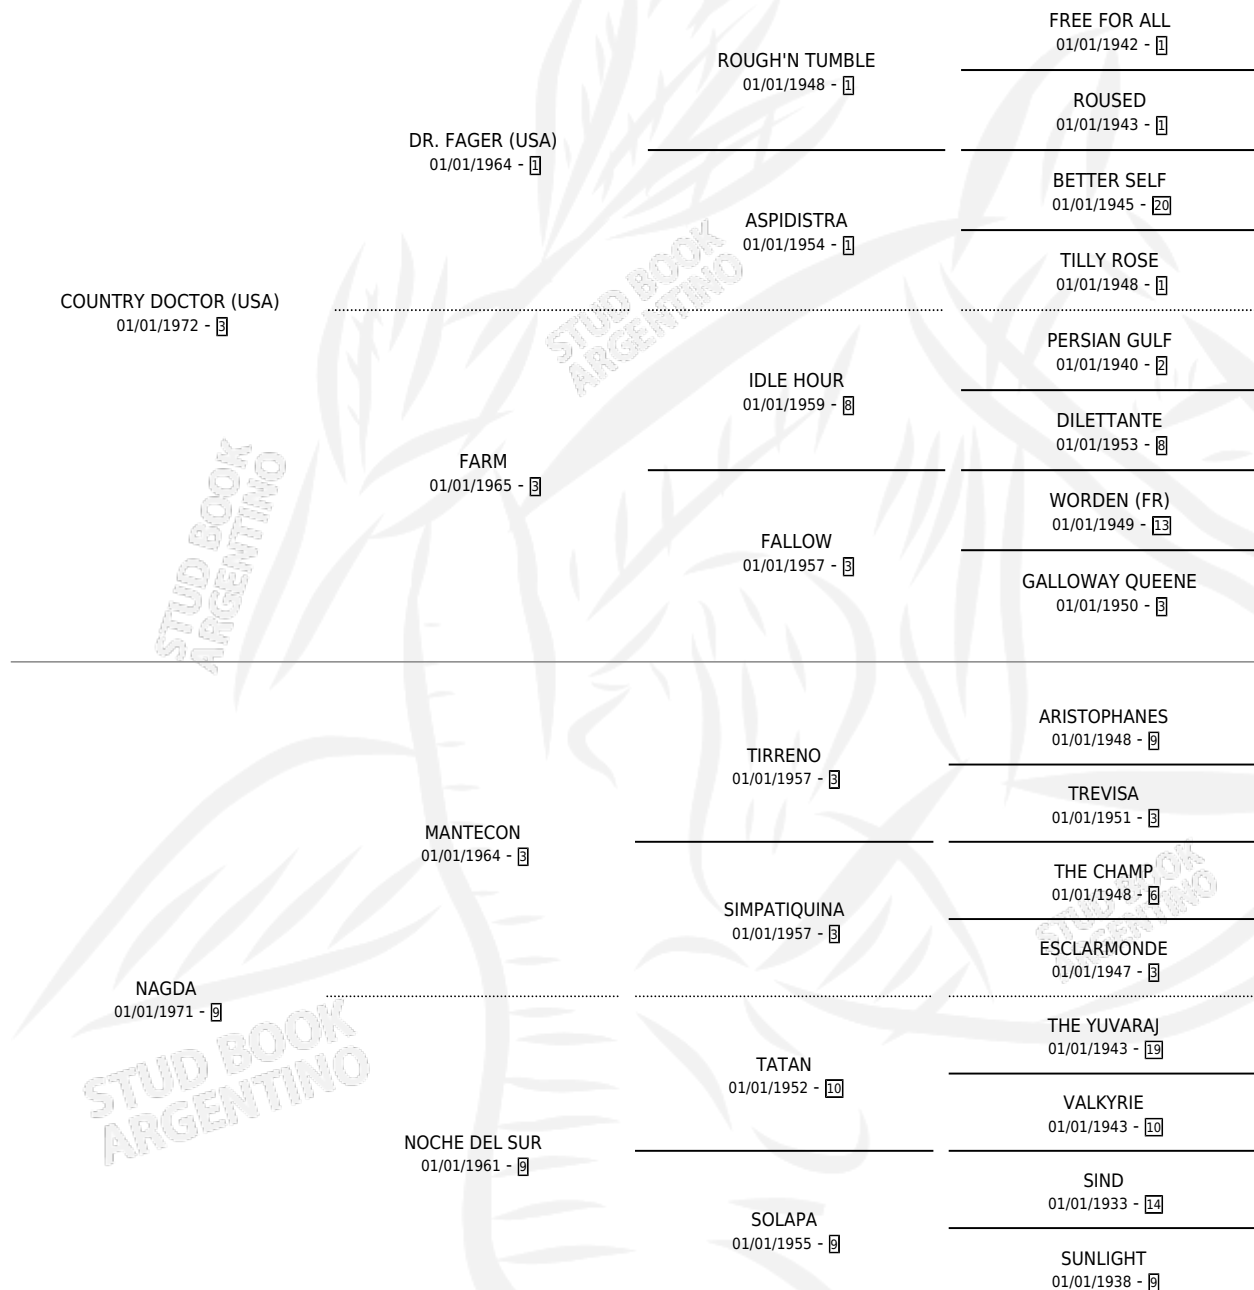 FREE FOR ALL
01/01/1942 - 1
ROUGH'N TUMBLE
01/01/1948 - 1
ROUSED
01/01/1943 - 1
DR. FAGER (USA)
01/01/1964 - 1
BETTER SELF
01/01/1945 - 20
ASPIDISTRA
01/01/1954 - 1
TILLY ROSE
01/01/1948 - 1
COUNTRY DOCTOR (USA)
01/01/1972 - 3
PERSIAN GULF
01/01/1940 - 2
IDLE HOUR
01/01/1959 - 8
DILETTANTE
01/01/1953 - 8
FARM
01/01/1965 - 3
WORDEN (FR)
01/01/1949 - 13
FALLOW
01/01/1957 - 3
GALLOWAY QUEENE
01/01/1950 - 3
STUD BOOK
ARGENTINO
STUD BOOK
ARGENTINO
ARISTOPHANES
01/01/1948 - 9
TIRRENO
01/01/1957 - 3
TREVISA
01/01/1951 - 3
MANTECON
01/01/1964 - 3
THE CHAMP
01/01/1948 - 6
SIMPATIQUINA
01/01/1957 - 3
ESCLARMONDE
01/01/1947 - 3
NAGDA
01/01/1971 - 9
THE YUVARAJ
01/01/1943 - 19
TATAN
01/01/1952 - 10
VALKYRIE
01/01/1943 - 10
NOCHE DEL SUR
01/01/1961 - 9
SIND
01/01/1933 - 14
SOLAPA
01/01/1955 - 9
SUNLIGHT
01/01/1938 - 9
STUD BOOK
ARGENTINO
STUD BOOK
ARGENTINO